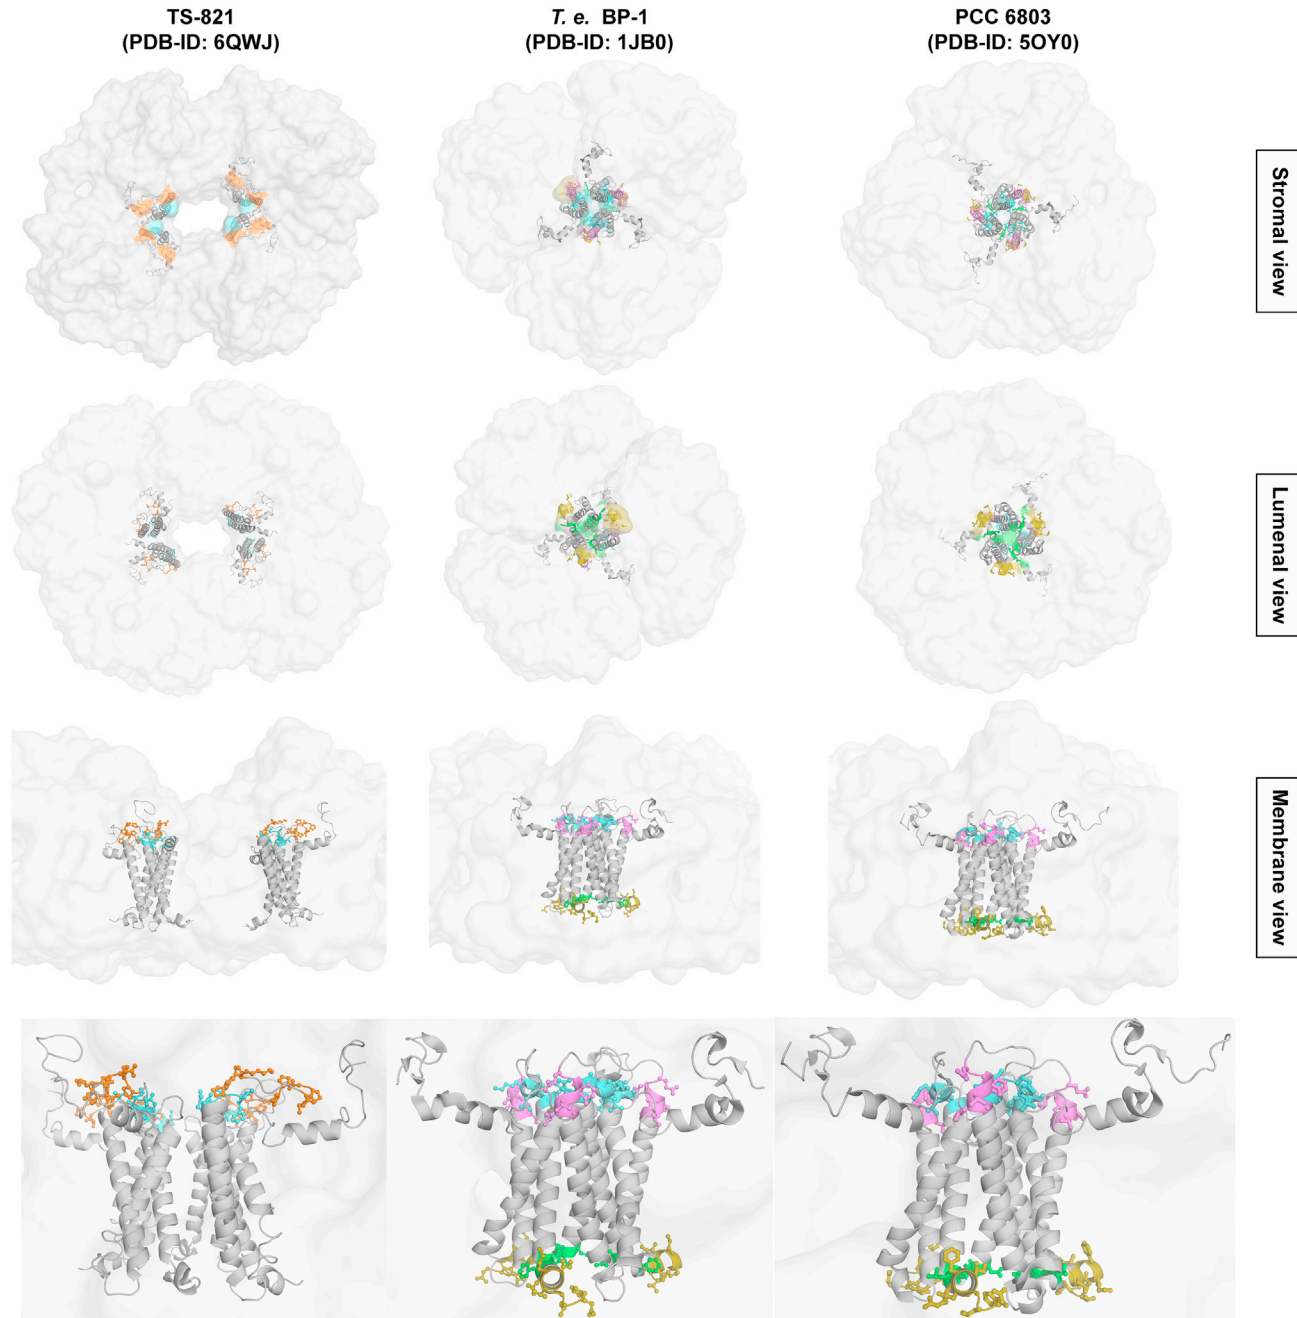 TS-821
(PDB-ID: 6QWJ)
T. e. BP-1
(PDB-ID: 1JB0)
PCC 6803
(PDB-ID: 5OY0)
Stromal view
Lumenal view
Membrane view